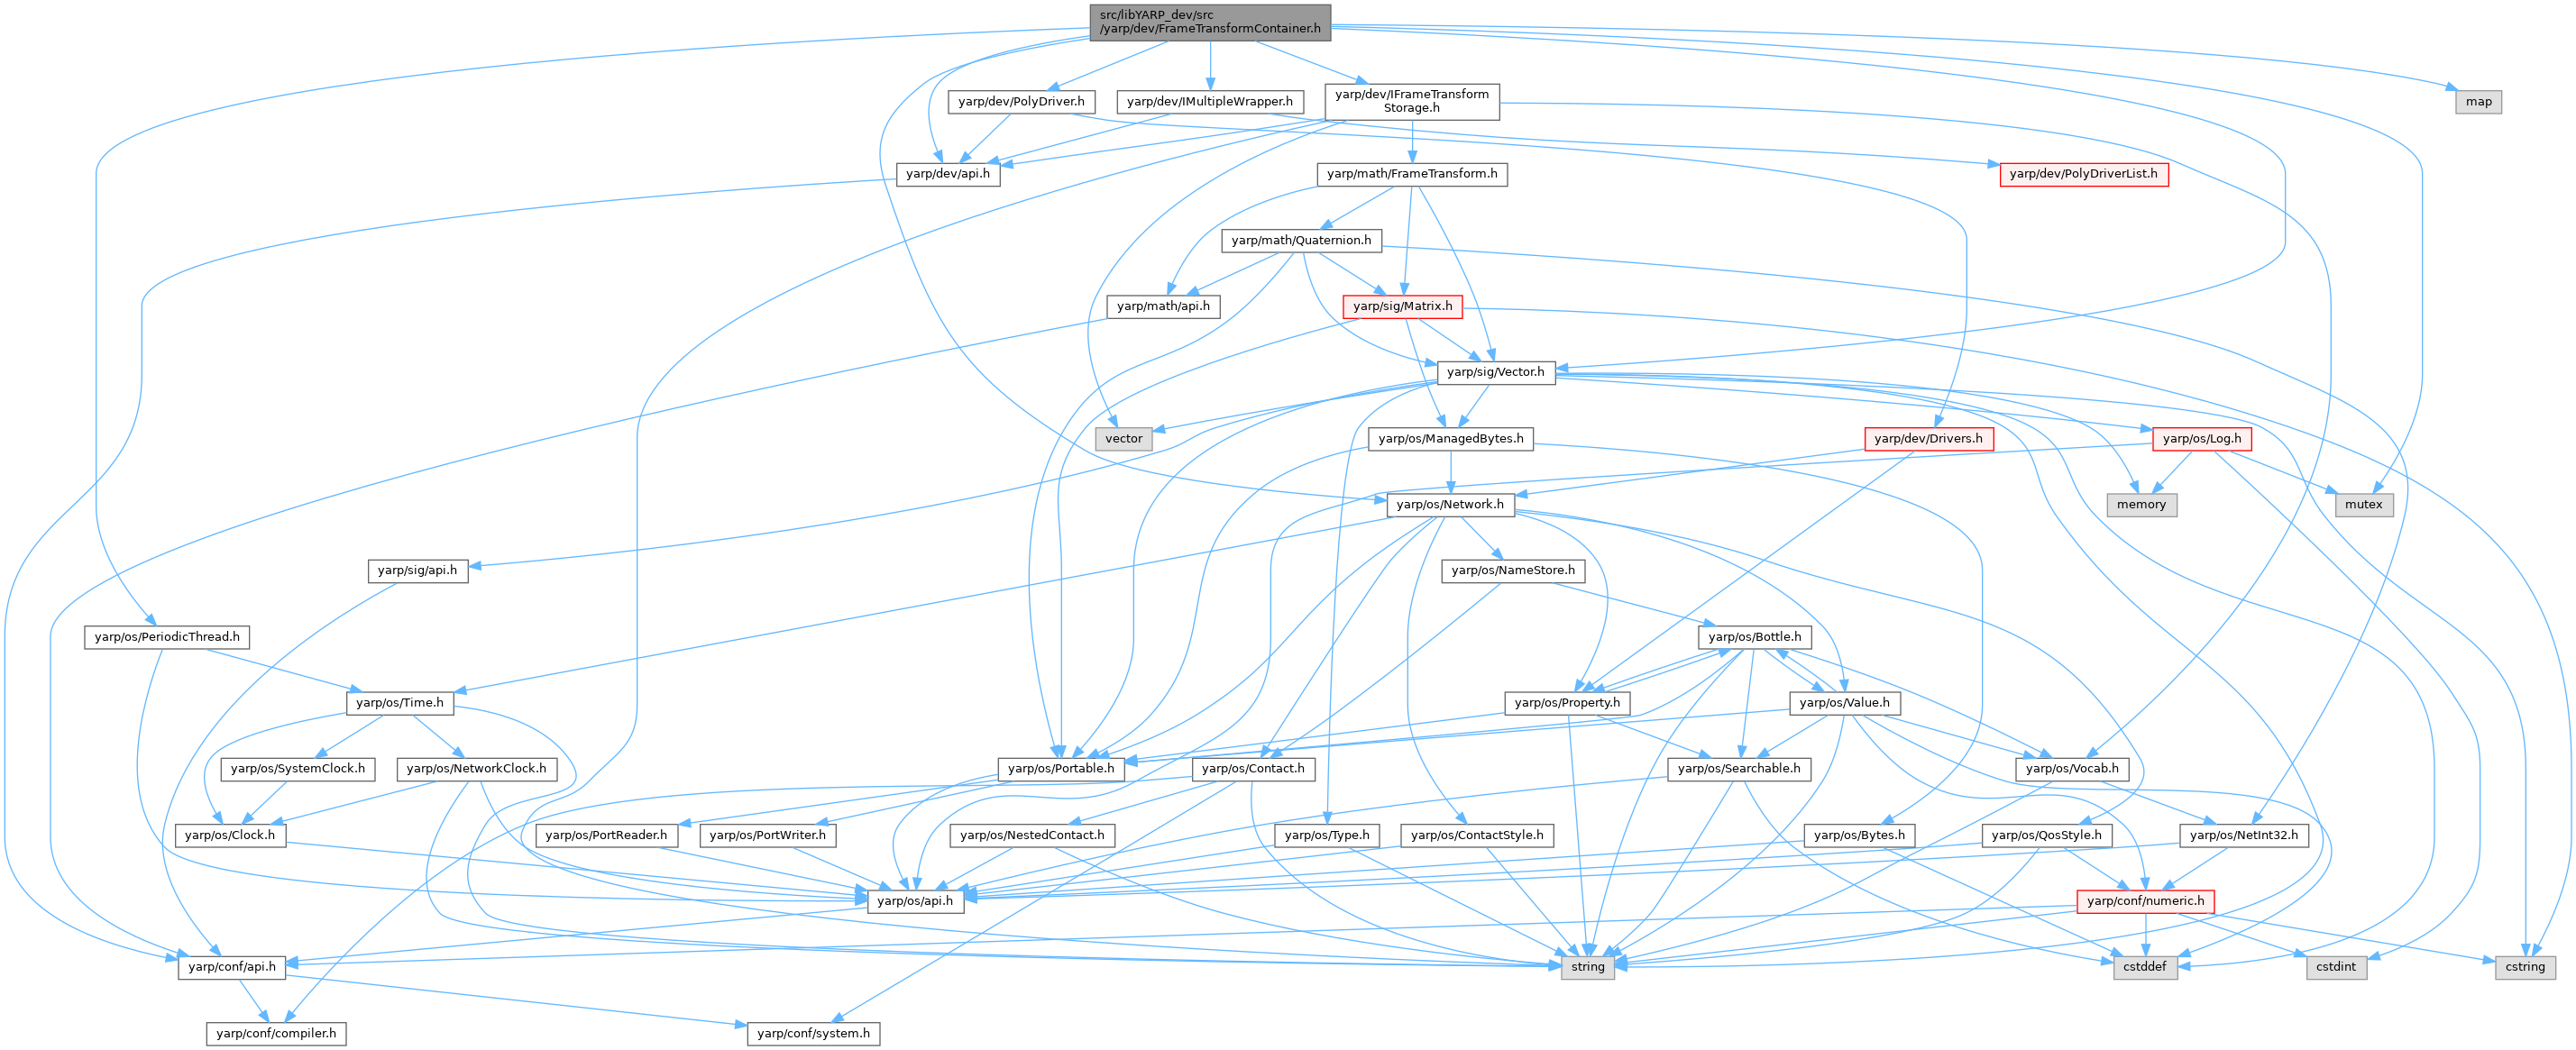 src/libYARP_dev/src
/yarp/dev/FrameTransformContainer.h
yarp/dev/PolyDriver.h
yarp/dev/IMultipleWrapper.h
yarp/dev/IFrameTransform
Storage.h
map
yarp/dev/api.h
yarp/math/FrameTransform.h
yarp/dev/PolyDriverList.h
yarp/math/Quaternion.h
yarp/math/api.h
yarp/sig/Matrix.h
yarp/sig/Vector.h
vector
yarp/os/ManagedBytes.h
yarp/dev/Drivers.h
yarp/os/Log.h
yarp/os/Network.h
memory
mutex
yarp/sig/api.h
yarp/os/NameStore.h
yarp/os/PeriodicThread.h
yarp/os/Bottle.h
yarp/os/Time.h
yarp/os/Property.h
yarp/os/Value.h
yarp/os/SystemClock.h
yarp/os/NetworkClock.h
yarp/os/Portable.h
yarp/os/Contact.h
yarp/os/Searchable.h
yarp/os/Vocab.h
yarp/os/Clock.h
yarp/os/PortReader.h
yarp/os/PortWriter.h
yarp/os/NestedContact.h
yarp/os/Type.h
yarp/os/ContactStyle.h
yarp/os/Bytes.h
yarp/os/QosStyle.h
yarp/os/NetInt32.h
yarp/os/api.h
yarp/conf/numeric.h
yarp/conf/api.h
string
cstddef
cstdint
cstring
yarp/conf/compiler.h
yarp/conf/system.h